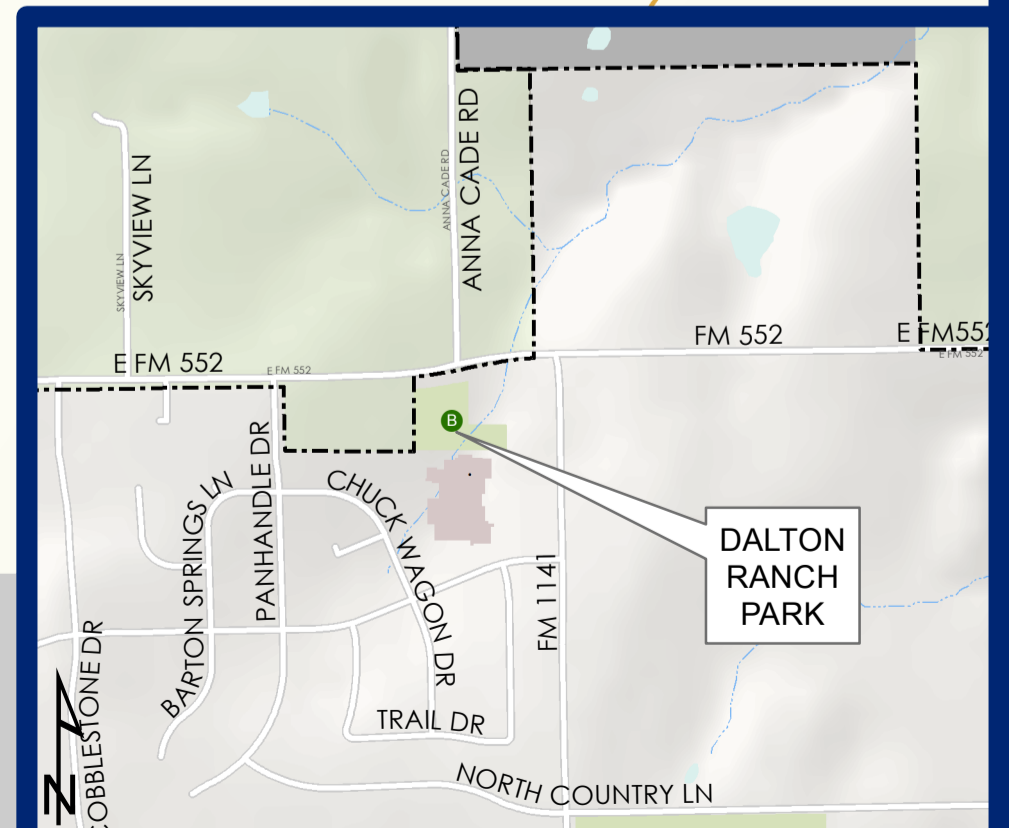 SKYVIEW LN
SKYVIEW LN
ANNA CADE RD
ANNA CADE RD
E FM 552
E FM 552
FM 552
E FM552
E FM 552
B
PANHANDLE DR
BARTON SPRINGS LN
CHUCK WAGON DR
FM 1141
DALTON
RANCH
PARK
COBBLESTONE DR
TRAIL DR
NORTH COUNTRY LN
N